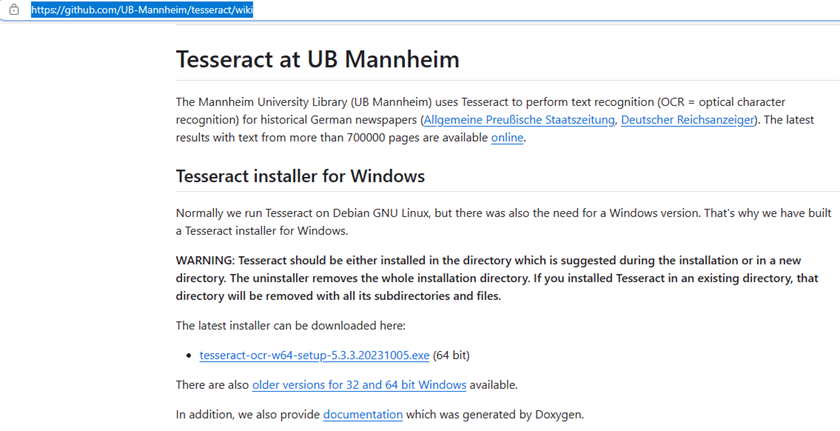 https://github.com/UB-Mannheim/tesseract/wiki
Tesseract at UB Mannheim
The Mannheim University Library (UB Mannheim) uses Tesseract to perform text recognition (OCR = optical character
recognition) for historical German newspapers (Allgemeine Preußische Staatszeitung, Deutscher Reichsanzeiger). The latest
results with text from more than 700000 pages are available online.
Tesseract installer for Windows
Normally we run Tesseract on Debian GNU Linux, but there was also the need for a Windows version. That's why we have built
a Tesseract installer for Windows.
WARNING: Tesseract should be either installed in the directory which is suggested during the installation or in a new
directory. The uninstaller removes the whole installation directory. If you installed Tesseract in an existing directory, that
directory will be removed with all its subdirectories and files.
The latest installer can be downloaded here:
• tesseract-ocr-w64-setup-5.3.3.20231005.exe (64 bit)
There are also older versions for 32 and 64 bit Windows available.
In addition, we also provide documentation which was generated by Doxygen.